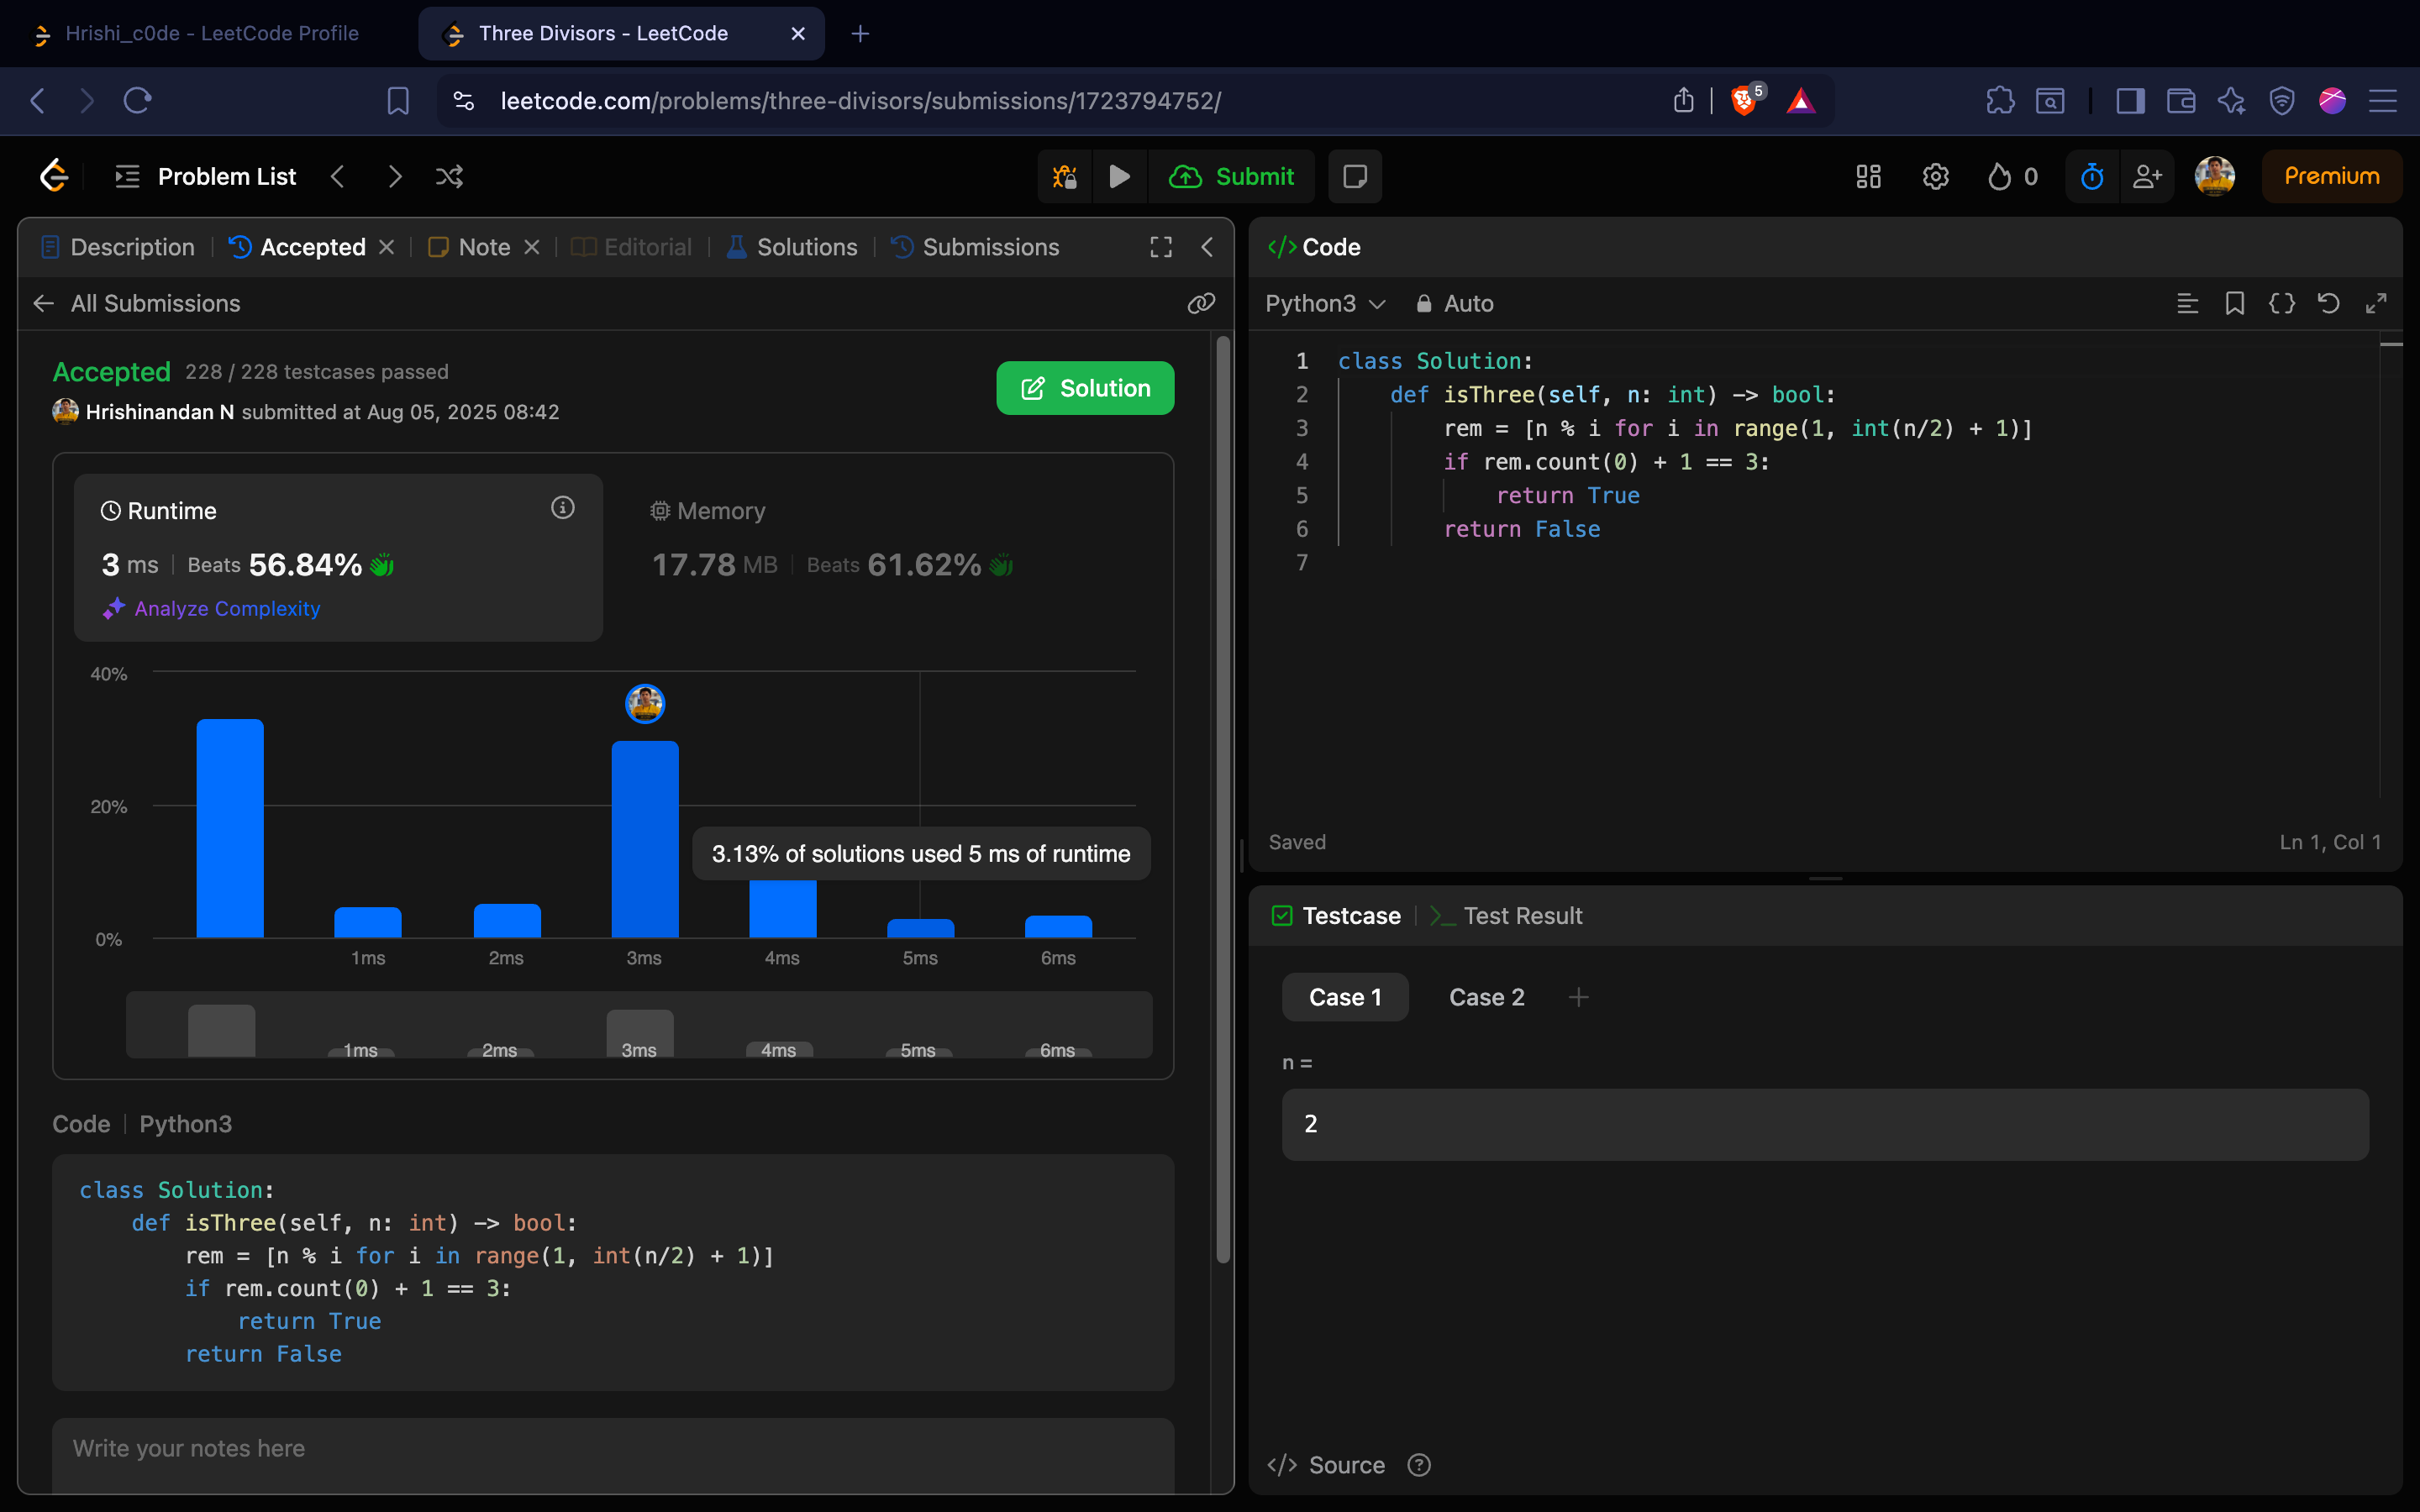 Hrishi_c0de - LeetCode Profile
Three Divisors - LeetCode
leetcode.com/problems/three-divisors/submissions/1723794752/
5
Problem List
Submit
0
Premium
Description
Accepted
Note
Editorial
Solutions
Submissions
All Submissions
Accepted 228 / 228 testcases passed
Hrishinandan N submitted at Aug 05, 2025 08:42
Solution
Runtime
3 ms
Beats 56.84%
Analyze Complexity
Memory
17.78 MB
Beats 61.62%
40%
20%
0%
3.13% of solutions used 5 ms of runtime
1ms 2ms 3ms 4ms 5ms 6ms
1ms 2ms 3ms 4ms 5ms 6ms
Code
Python3
class Solution:
    def isThree(self, n: int) -> bool:
        rem = [n % i for i in range(1, int(n/2) + 1)]
        if rem.count(0) + 1 == 3:
            return True
        return False
Write your notes here
</> Code
Python3
Auto
1 class Solution:
2     def isThree(self, n: int) -> bool:
3         rem = [n % i for i in range(1, int(n/2) + 1)]
4         if rem.count(0) + 1 == 3:
5             return True
6         return False
7
Saved
Ln 1, Col 1
Testcase
Test Result
Case 1
Case 2
n =
2
</> Source